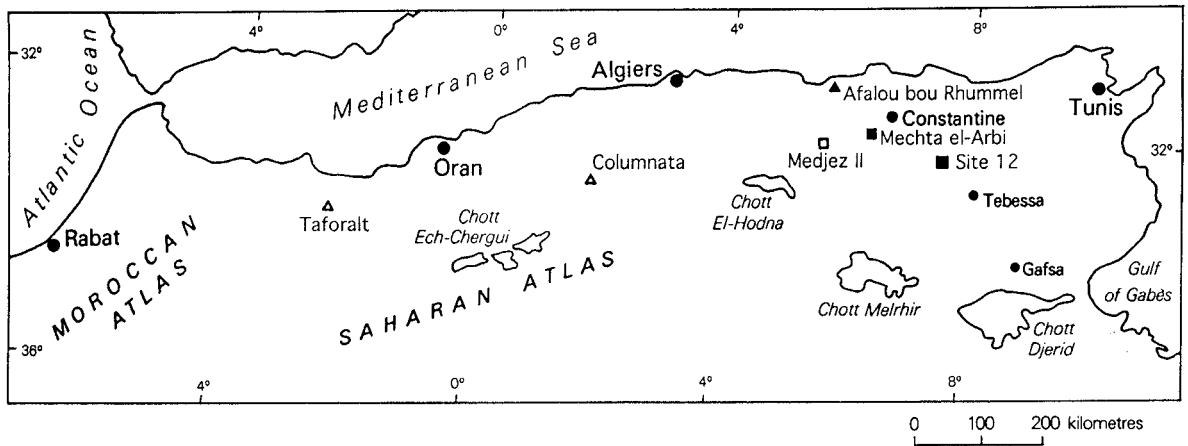 4°
0°
4°
8°
32°
Atlantic Ocean
Mediterranean Sea
Algiers
Afalou bou Rhummel
Tunis
Constantine
Mechta el-Arbi
32°
Oran
Medjez II
Site 12
Columnata
Tebessa
Chott
El-Hodna
Taforalt
Chott
Ech-Chergui
Rabat
MOROCCAN
ATLAS
SAHARAN ATLAS
Gafsa
Gulf
of Gabès
Chott Melrhir
Chott
Djerid
36°
4°
0°
4°
8°
0 100 200 kilometres